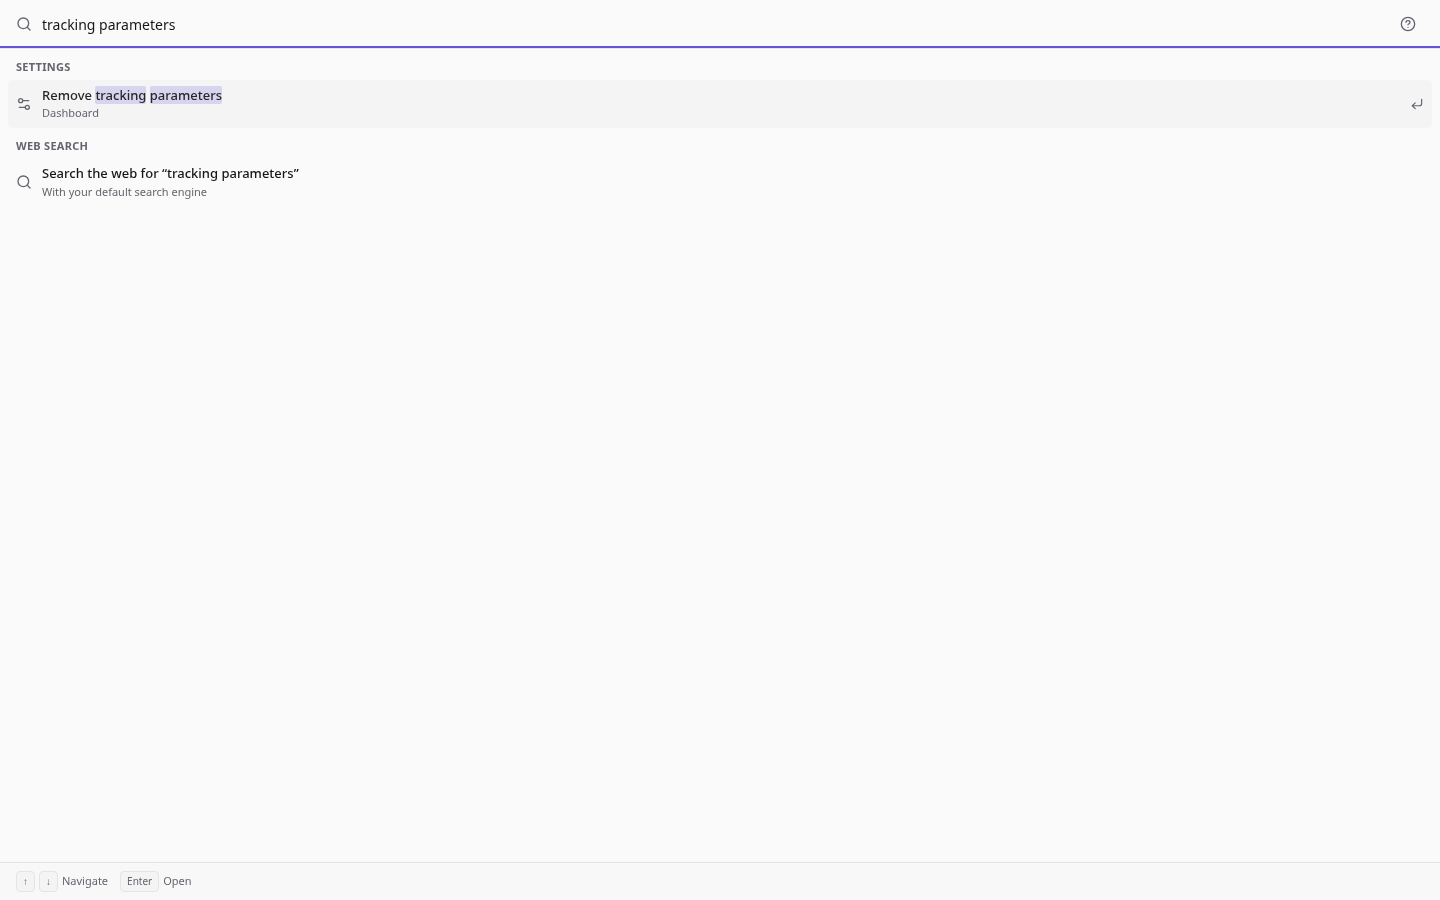 tracking parameters
SETTINGS
Remove tracking parameters
Dashboard
WEB SEARCH
Search the web for “tracking parameters”
With your default search engine
↑ ↓ Navigate Enter Open